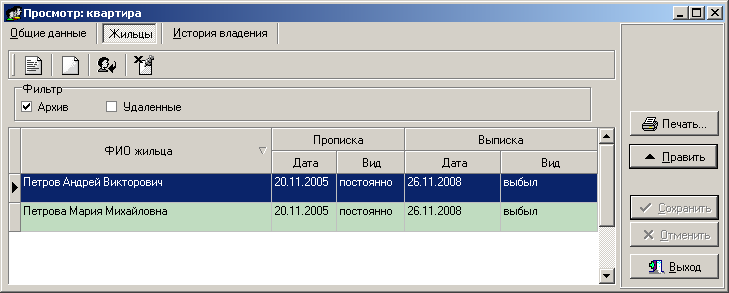 Просмотр: квартира
Общие данные Жильцы История владения
Фильтр
Архив Удаленные
Печать...
Править
ФИО жильца Прописка Выписка
Дата Вид Дата Вид
Петров Андрей Викторович 20.11.2005 постоянно 26.11.2008 выбыл
Петрова Мария Михайловна 20.11.2005 постоянно 26.11.2008 выбыл
Сохранить
Отменить
Выход